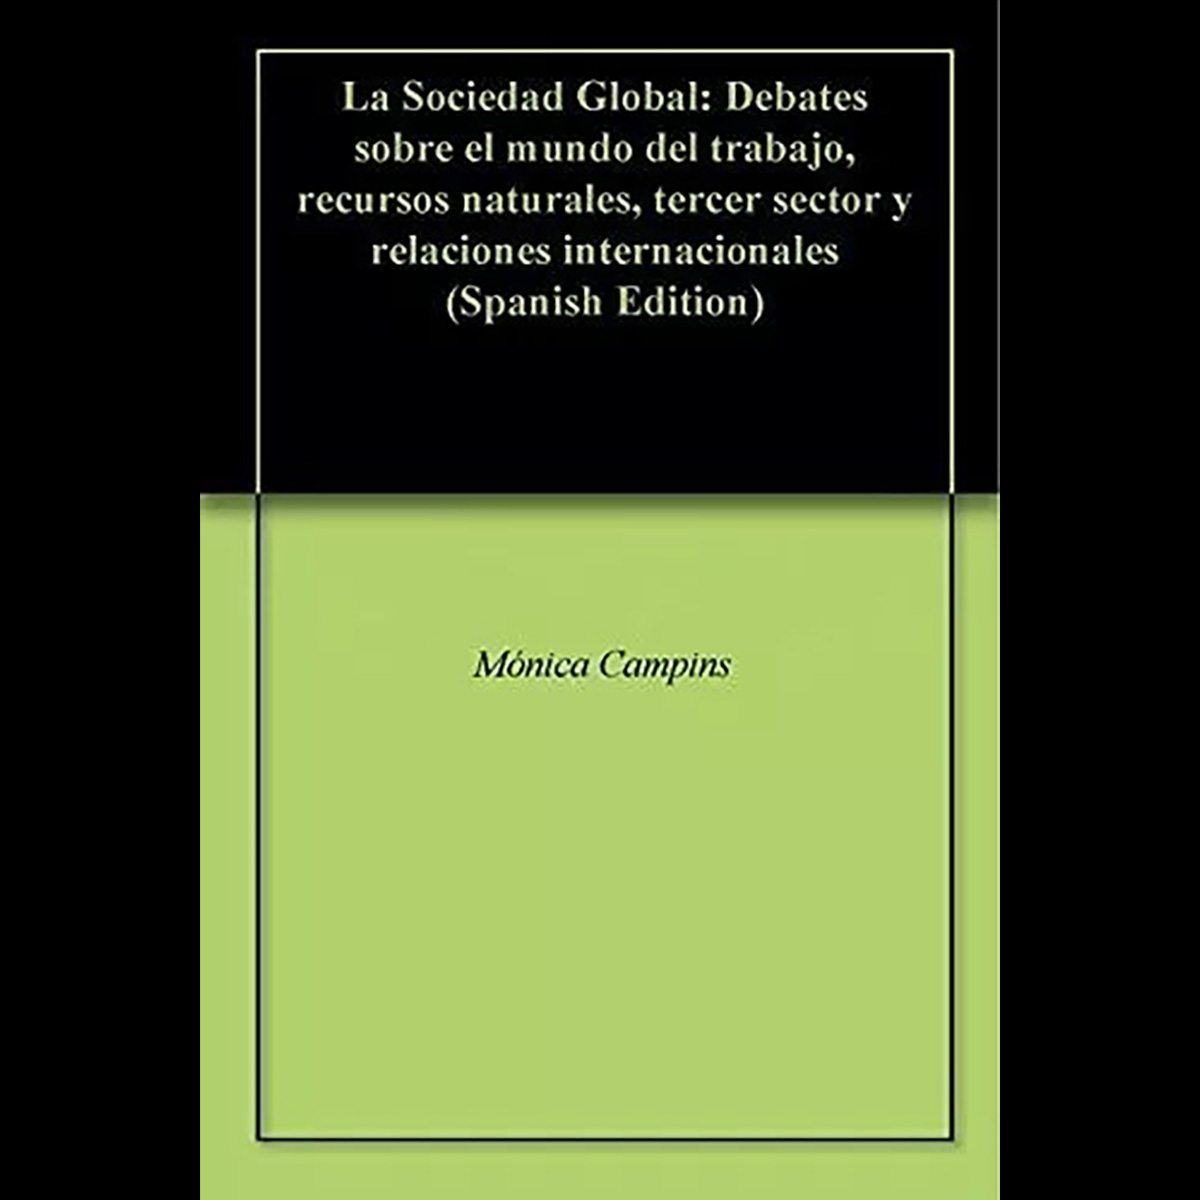 La Sociedad Global: Debates
sobre el mundo del trabajo,
recursos naturales, tercer sector y
relaciones internacionales
(Spanish Edition)
Mónica Campins